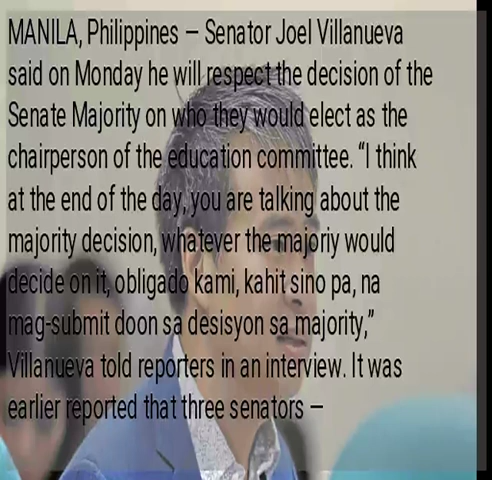 MANILA, Philippines — Senator Joel Villanueva
said on Monday he will respect the decision of the
Senate Majority on who they would elect as the
chairperson of the education committee. “I think
at the end of the day, you are talking about the
majority decision, whatever the majoriy would
decide on it, obligado kami, kahit sino pa, na
mag-submit doon sa desisyon sa majority,”
Villanueva told reporters in an interview. It was
earlier reported that three senators —